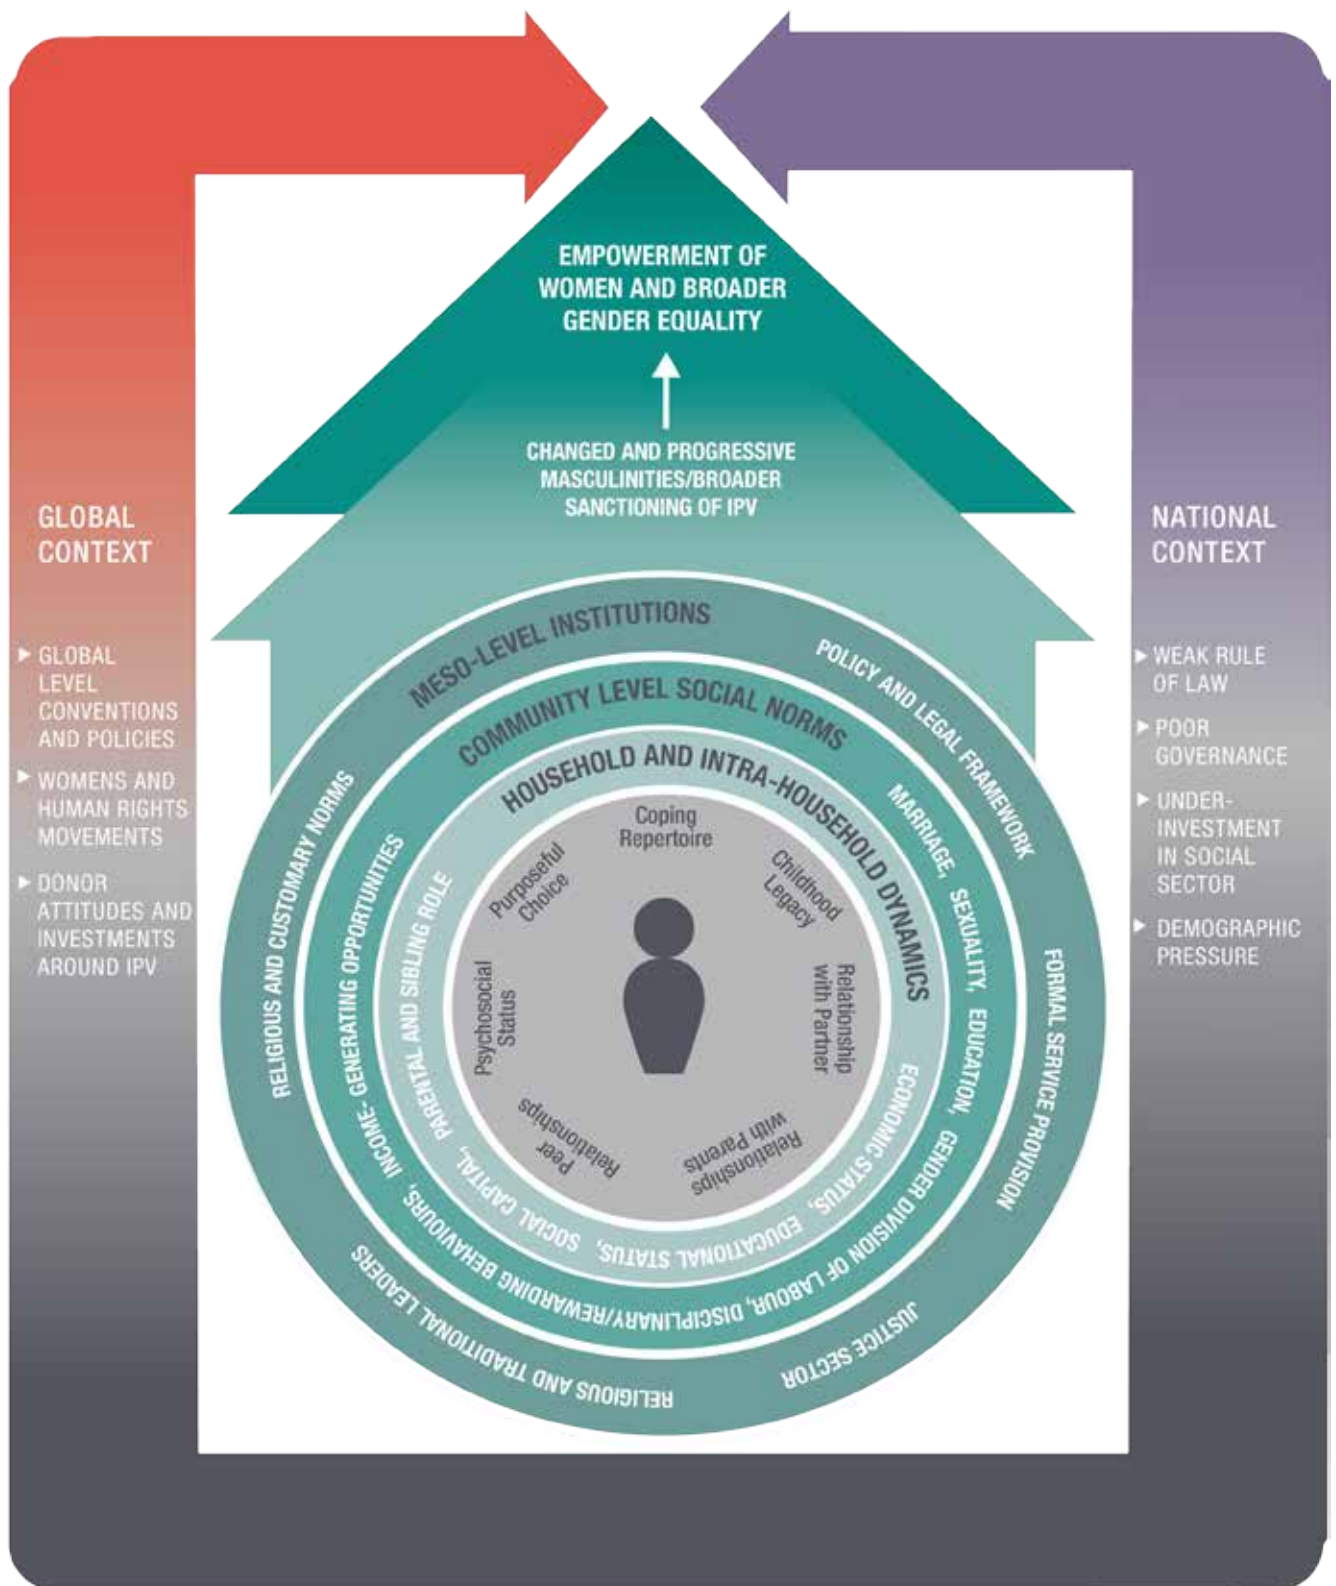 EMPOWERMENT OF
WOMEN AND BROADER
GENDER EQUALITY
CHANGED AND PROGRESSIVE
MASCULINITIES/BROADER
SANCTIONING OF IPV
GLOBAL
CONTEXT
GLOBAL
LEVEL
CONVENTIONS
AND POLICIES
WOMENS AND
HUMAN RIGHTS
MOVEMENTS
DONOR
ATTITUDES AND
INVESTMENTS
AROUND IPV
NATIONAL
CONTEXT
WEAK RULE
OF LAW
POOR
GOVERNANCE
UNDER-
INVESTMENT
IN SOCIAL
SECTOR
DEMOGRAPHIC
PRESSURE
MESO-LEVEL INSTITUTIONS
POLICY AND LEGAL FRAMEWORK
FORMAL SERVICE PROVISION
JUSTICE SECTOR
RELIGIOUS AND TRADITIONAL LEADERS
RELIGIOUS AND CUSTOMARY NORMS
COMMUNITY LEVEL SOCIAL NORMS
MARRIAGE, SEXUALITY, EDUCATION, GENDER DIVISION OF LABOUR, DISCIPLINARY/REWARDING BEHAVIOURS, INCOME- GENERATING OPPORTUNITIES
HOUSEHOLD AND INTRA-HOUSEHOLD DYNAMICS
ECONOMIC STATUS, EDUCATIONAL STATUS, SOCIAL CAPITAL, PARENTAL AND SIBLING ROLE
Coping
Repertoire
Childhood
Legacy
Relationship
with Partner
Relationships
with Parents
Peer
Relationships
Psychosocial
Status
Purposeful
Choice